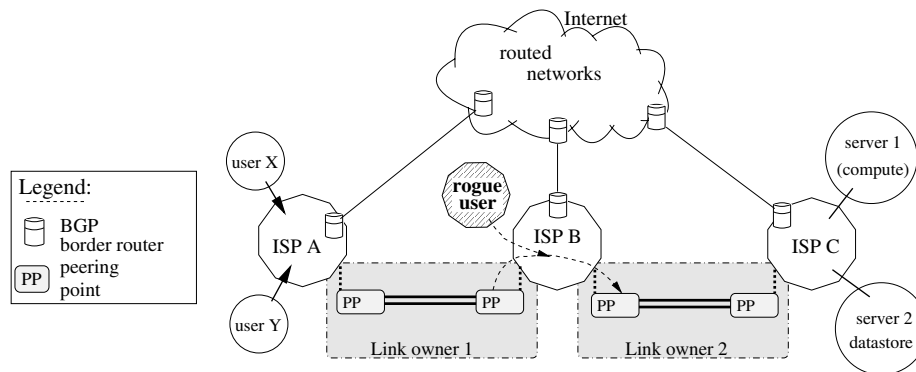 Internet
routed
networks
user X
server 1
(compute)
Legend:
rogue
user
BGP
border router
ISP A
ISP B
ISP C
PP
peering
point
PP
PP
PP
PP
user Y
server 2
datastore
Link owner 1
Link owner 2